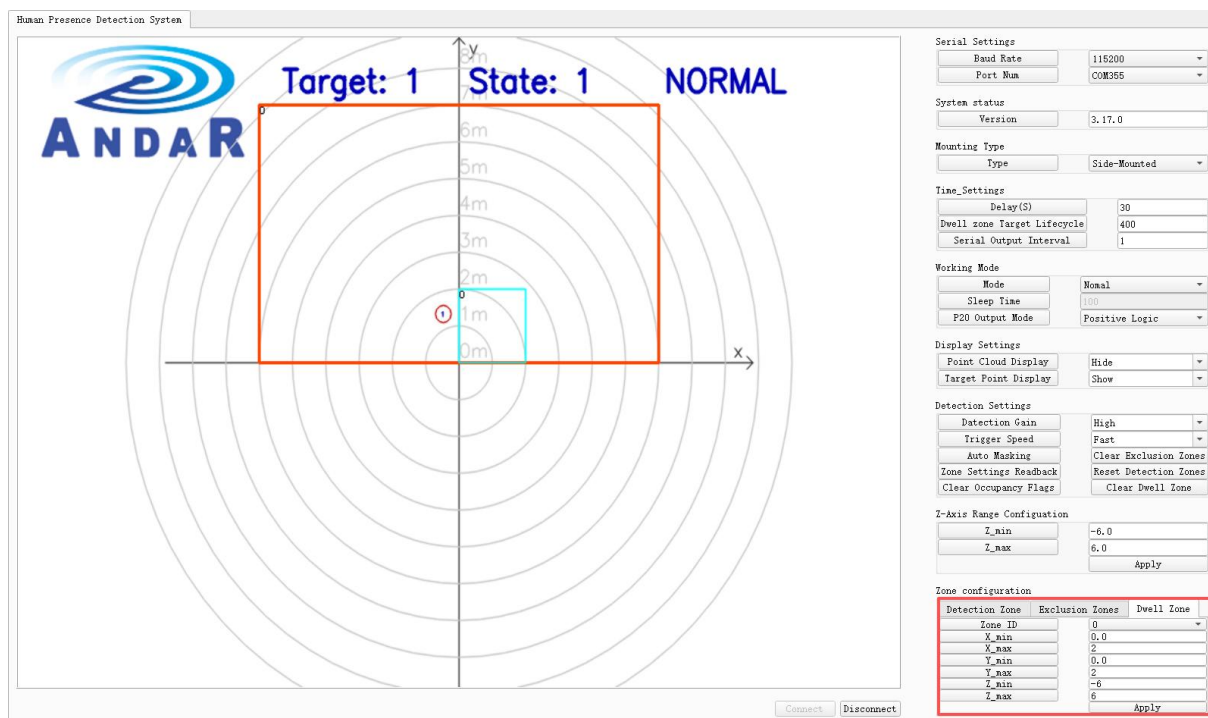 Human Presence Detection System
ANDAR
Target: 1 State: 1 NORMAL
y
8m
7m
0
6m
5m
4m
3m
2m
0
1
1m
0m
x
Connect
Disconnect
Serial Settings
Baud Rate 115200
Port Num COM355
System status
Version 3.17.0
Mounting Type
Type Side-Mounted
Time_Settings
Delay(S) 30
Dwell zone Target Lifecycle 400
Serial Output Interval 1
Working Mode
Mode Nomal
Sleep Time 100
P20 Output Mode Positive Logic
Display Settings
Point Cloud Display Hide
Target Point Display Show
Detection Settings
Datection Gain High
Trigger Speed Fast
Auto Masking Clear Exclusion Zones
Zone Settings Readback Reset Detection Zones
Clear Occupancy Flags Clear Dwell Zone
Z-Axis Range Configuation
Z_min -6.0
Z_max 6.0
Apply
Zone configuration
Detection Zone Exclusion Zones Dwell Zone
Zone ID 0
X_min 0.0
X_max 2
Y_min 0.0
Y_max 2
Z_min -6
Z_max 6
Apply